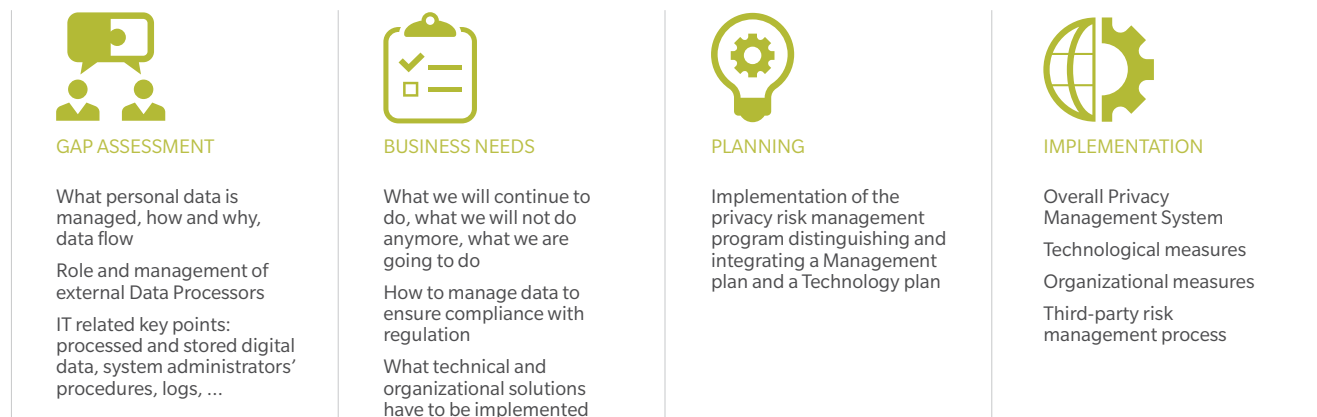 GAP ASSESSMENT
What personal data is
managed, how and why,
data flow
Role and management of
external Data Processors
IT related key points:
processed and stored digital
data, system administrators’
procedures, logs, ...
BUSINESS NEEDS
What we will continue to
do, what we will not do
anymore, what we are
going to do
How to manage data to
ensure compliance with
regulation
What technical and
organizational solutions
have to be implemented
PLANNING
Implementation of the
privacy risk management
program distinguishing and
integrating a Management
plan and a Technology plan
IMPLEMENTATION
Overall Privacy
Management System
Technological measures
Organizational measures
Third-party risk
management process